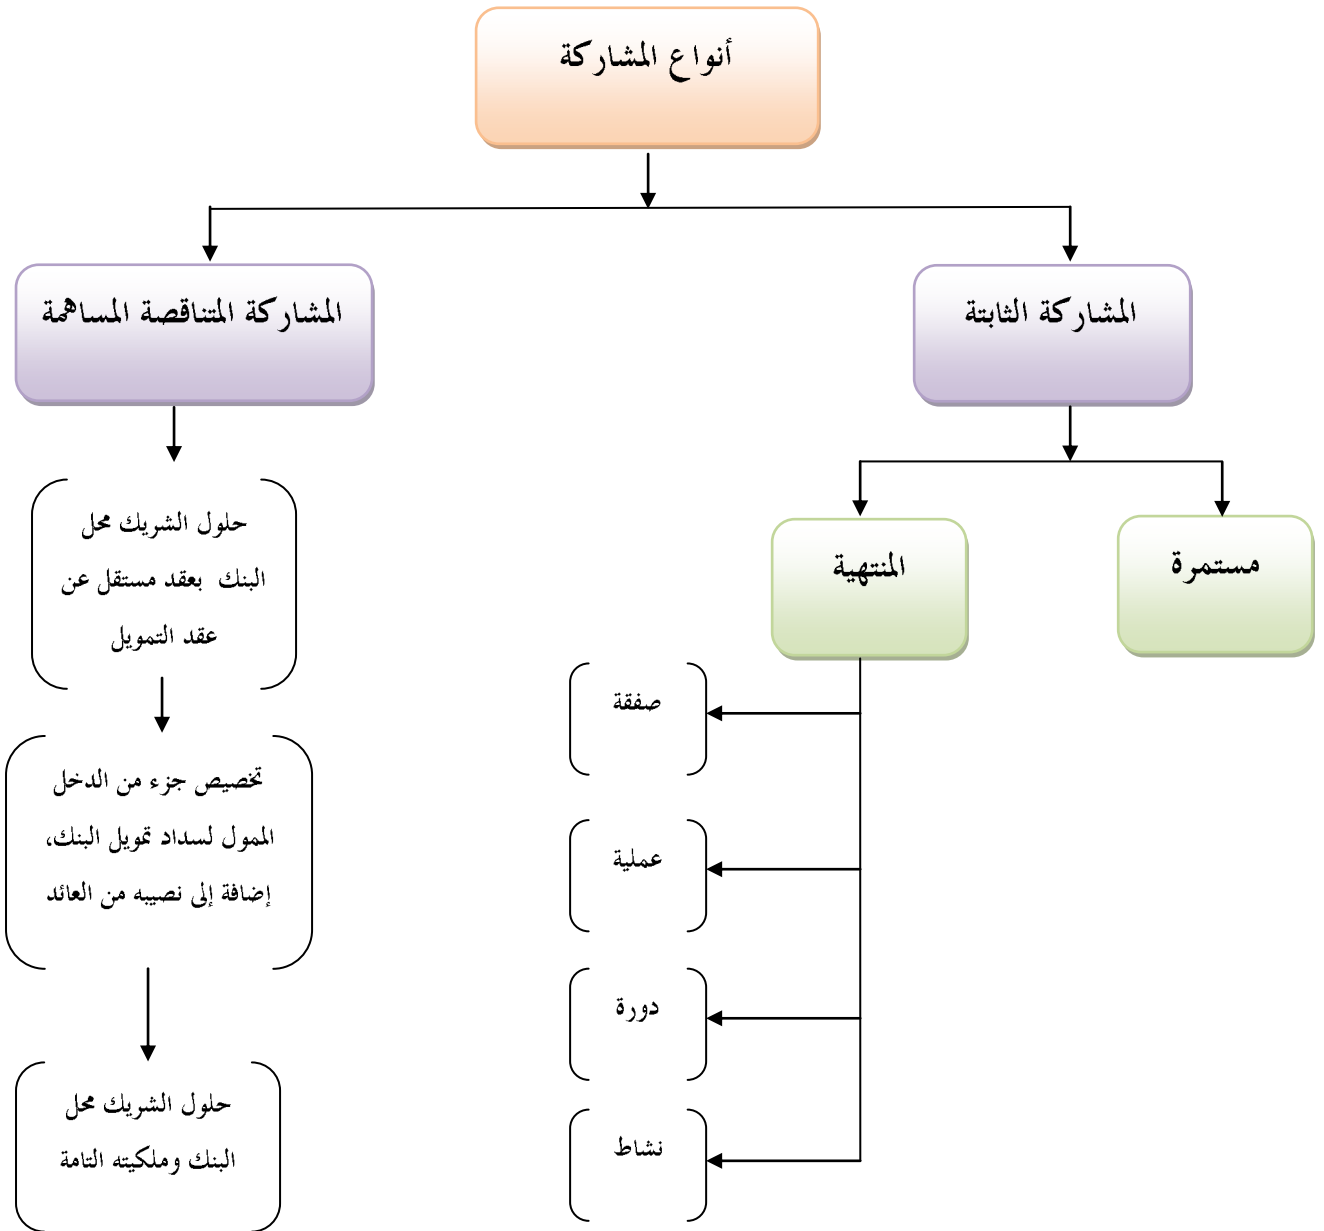 أنواع المشاركة
المشاركة الثابتة
المشاركة المتناقصة المساهمة
مستمرة
المنتهية
صفقة
عملية
دورة
نشاط
حلول الشريك محل
البنك بعقد مستقل عن
عقد التمويل
تخصيص جزء من الدخل
الممول لسداد تمويل البنك،
إضافة إلى نصيبه من العائد
حلول الشريك محل
البنك وملكيته التامة